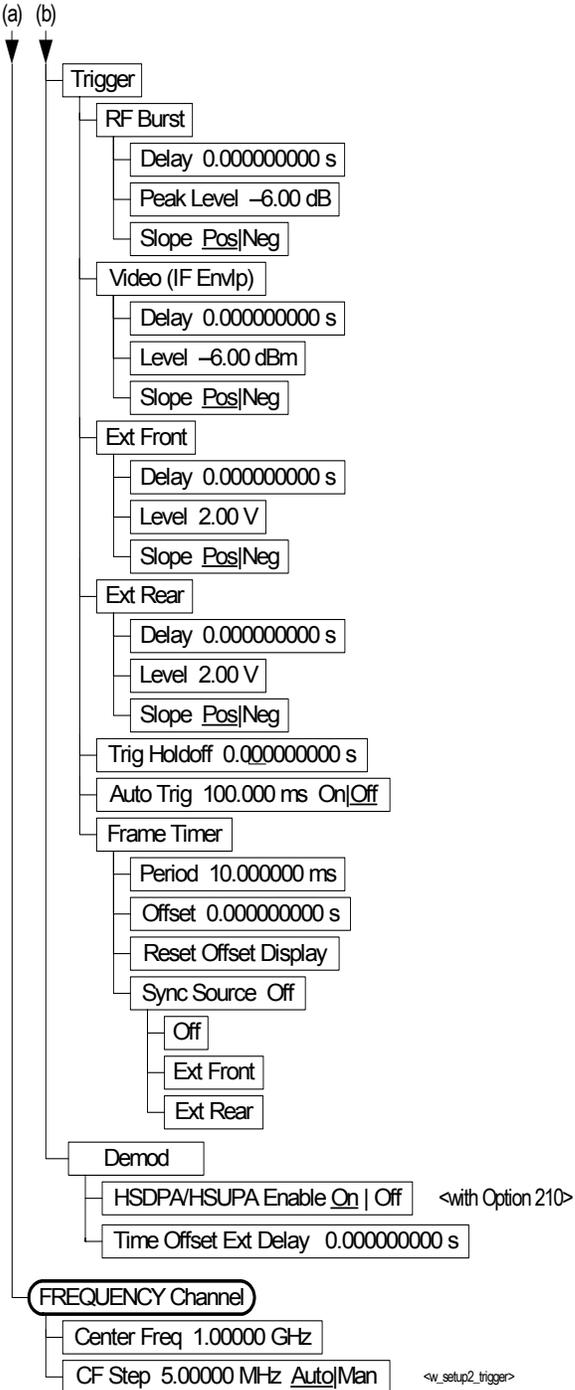 (a) (b)
Trigger
RF Burst
Delay 0.000000000 s
Peak Level –6.00 dB
Slope Pos|Neg
Video (IF Envlp)
Delay 0.000000000 s
Level –6.00 dBm
Slope Pos|Neg
Ext Front
Delay 0.000000000 s
Level 2.00 V
Slope Pos|Neg
Ext Rear
Delay 0.000000000 s
Level 2.00 V
Slope Pos|Neg
Trig Holdoff 0.000000000 s
Auto Trig 100.000 ms On|Off
Frame Timer
Period 10.000000 ms
Offset 0.000000000 s
Reset Offset Display
Sync Source Off
Off
Ext Front
Ext Rear
Demod
HSDPA/HSUPA Enable On | Off <with Option 210>
Time Offset Ext Delay 0.000000000 s
FREQUENCY Channel
Center Freq 1.00000 GHz
CF Step 5.00000 MHz Auto|Man <w_setup2_trigger>